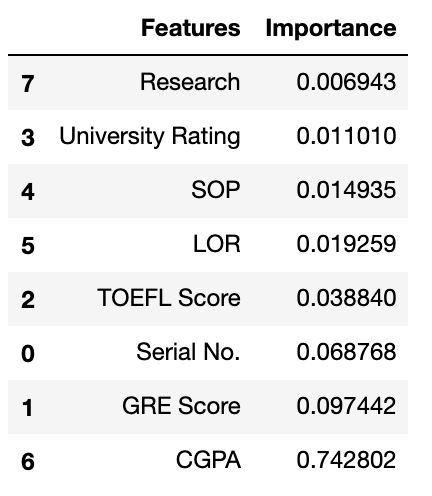 Features Importance
7 Research 0.006943
3 University Rating 0.011010
4 SOP 0.014935
5 LOR 0.019259
2 TOEFL Score 0.038840
0 Serial No. 0.068768
1 GRE Score 0.097442
6 CGPA 0.742802